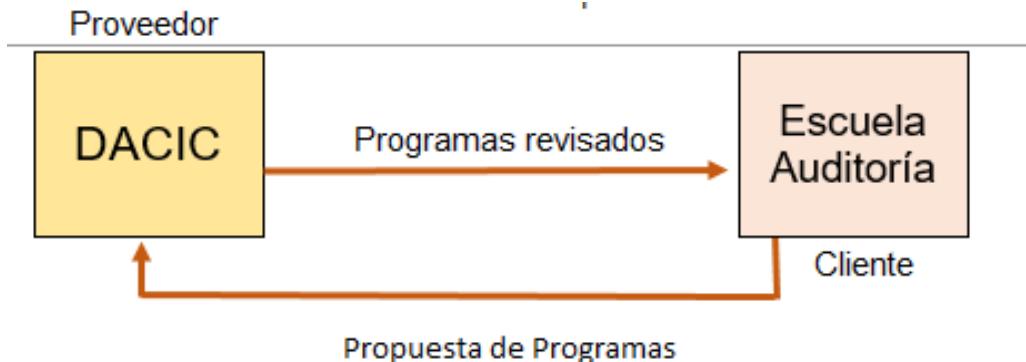 Proveedor
DACIC
Programas revisados
Escuela
Auditoría
Cliente
Propuesta de Programas